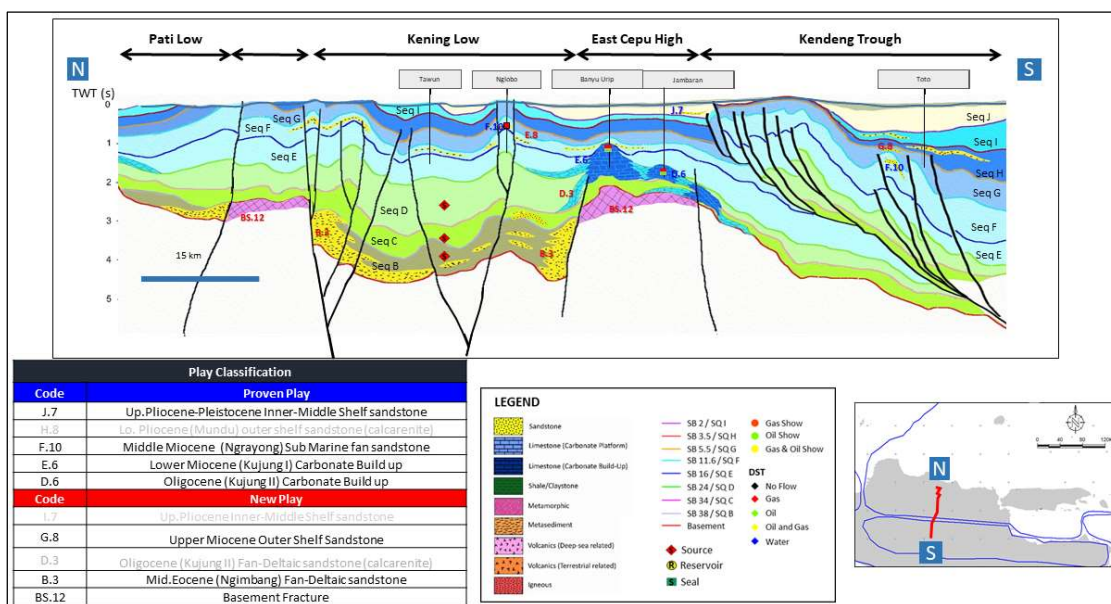 Pati Low
Kening Low
East Cepu High
Kendeng Trough
N
S
TWT (s)
Tawun
Nglobo
Banyu Urip
Jambaran
Toto
0
1
2
3
4
5
6
Seq G
Seq F
Seq E
Seq I
Seq D
Seq C
Seq B
E.8
J.7
E.6
D.6
D.3
BS.12
BS.12
B.3
G.8
F.10
Seq J
Seq I
Seq H
Seq G
Seq F
Seq E
15 km
Play Classification
Code Proven Play
J.7 Up.Pliocene-Pleistocene Inner-Middle Shelf sandstone
H.8 Lo. Pliocene (Mundu) outer shelf sandstone (calcarenite)
F.10 Middle Miocene (Ngrayong) Sub Marine fan sandstone
E.6 Lower Miocene (Kujung I) Carbonate Build up
D.6 Oligocene (Kujung II) Carbonate Build up
Code New Play
I.7 Up.Pliocene Inner-Middle Shelf sandstone
G.8 Upper Miocene Outer Shelf Sandstone
D.3 Oligocene (Kujung II) Fan-Deltaic sandstone (calcarenite)
B.3 Mid.Eocene (Ngimbang) Fan-Deltaic sandstone
BS.12 Basement Fracture
LEGEND
Sandstone
Limestone (Carbonate Platform)
Limestone (Carbonate Build-Up)
Shale/Claystone
Metamorphic
Metasediment
Volcanics (Deep-sea related)
Volcanics (Terrestrial related)
Igneous
SB 2 / SQ I
SB 3.5 / SQ H
SB 5.5 / SQ G
SB 11.6 / SQ F
SB 16 / SQ E
SB 24 / SQ D
SB 34 / SQ C
SB 38 / SQ B
Basement
Source
R Reservoir
S Seal
Gas Show
Oil Show
Gas & Oil Show
DST
No Flow
Gas
Oil
Oil and Gas
Water
N
S